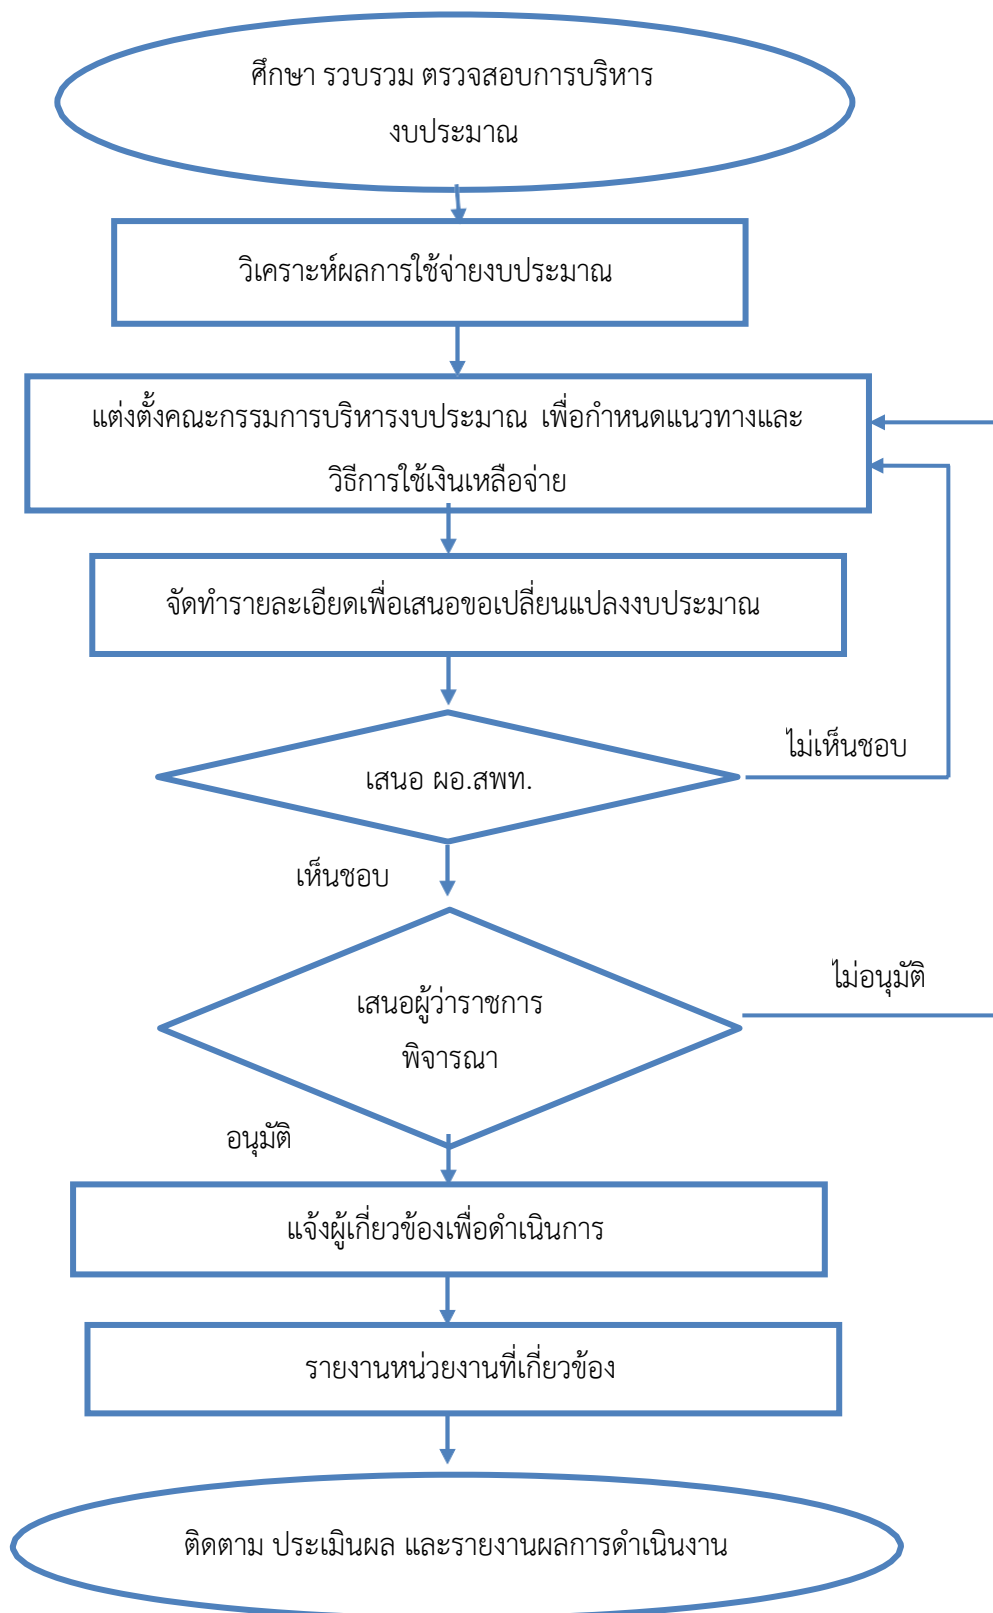 ศึกษา รวบรวม ตรวจสอบการบริหาร
งบประมาณ
วิเคราะห์ผลการใช้จ่ายงบประมาณ
แต่งตั้งคณะกรรมการบริหารงบประมาณ เพื่อกำหนดแนวทางและ
วิธีการใช้เงินเหลือจ่าย
จัดทำรายละเอียดเพื่อเสนอขอเปลี่ยนแปลงงบประมาณ
ไม่เห็นชอบ
เสนอ ผอ.สพท.
เห็นชอบ
ไม่อนุมัติ
เสนอผู้ว่าราชการ
พิจารณา
อนุมัติ
แจ้งผู้เกี่ยวข้องเพื่อดำเนินการ
รายงานหน่วยงานที่เกี่ยวข้อง
ติดตาม ประเมินผล และรายงานผลการดำเนินงาน